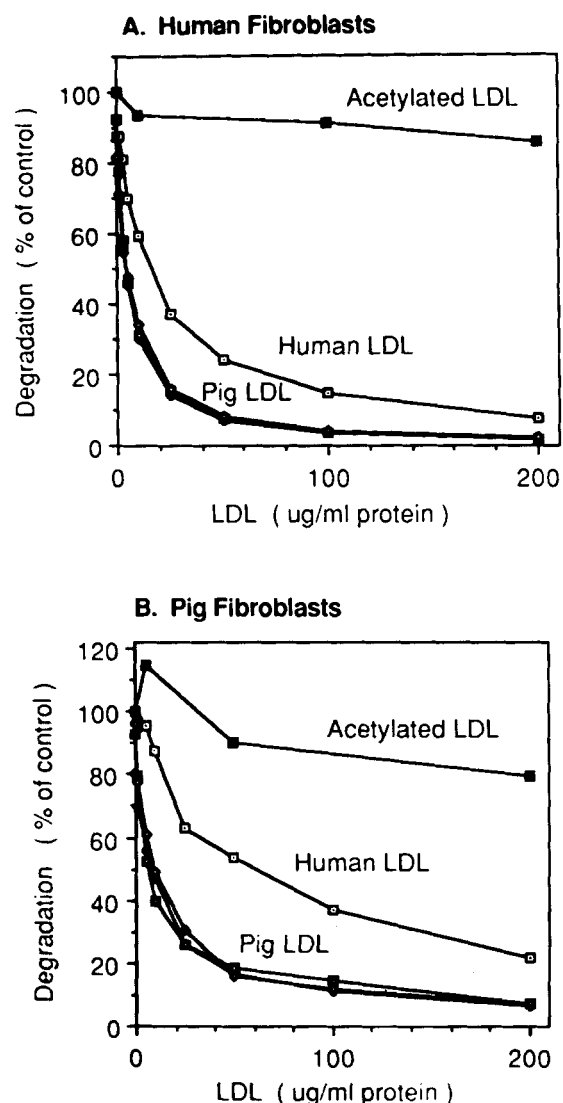 A. Human Fibroblasts
Degradation ( % of control )
100
80
60
40
20
0
Acetylated LDL
Human LDL
Pig LDL
0
100
200
LDL ( ug/ml protein )
B. Pig Fibroblasts
Degradation ( % of control )
120
100
80
60
40
20
0
Acetylated LDL
Human LDL
Pig LDL
0
100
200
LDL ( ug/ml protein )